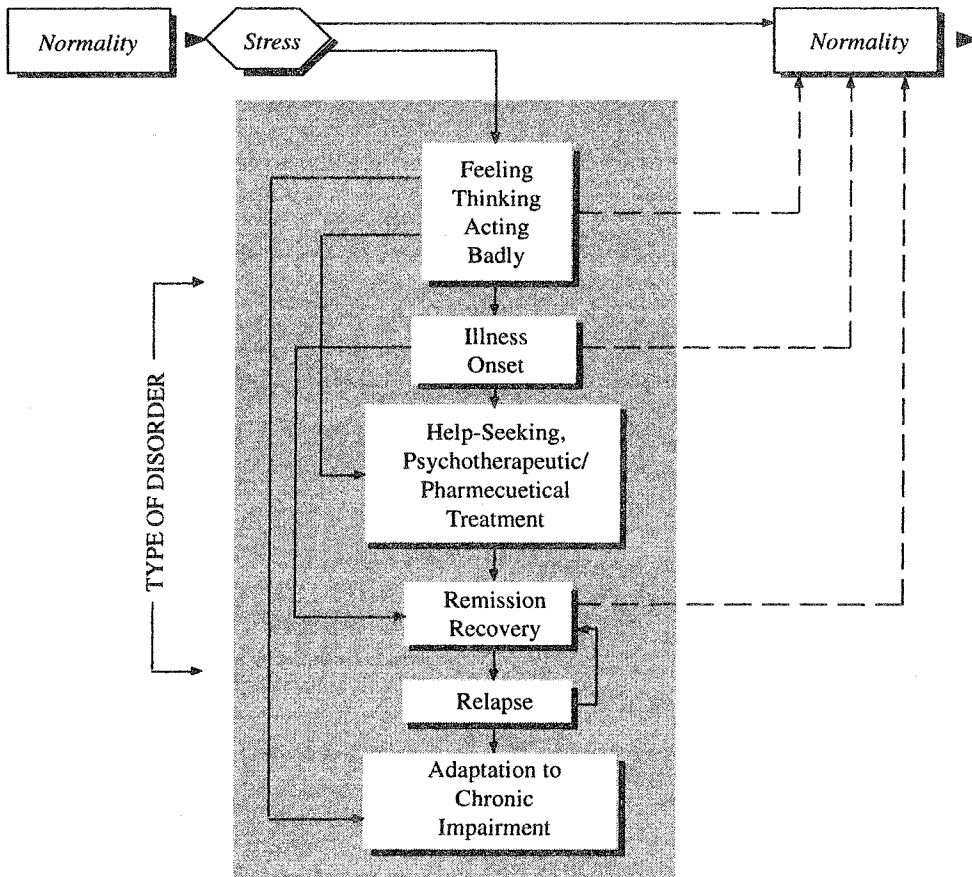 Normality
Stress
Normality
Feeling
Thinking
Acting
Badly
Illness
Onset
Help-Seeking,
Psychotherapeutic/
Pharmecuetical
Treatment
TYPE OF DISORDER
Remission
Recovery
Relapse
Adaptation to
Chronic
Impairment